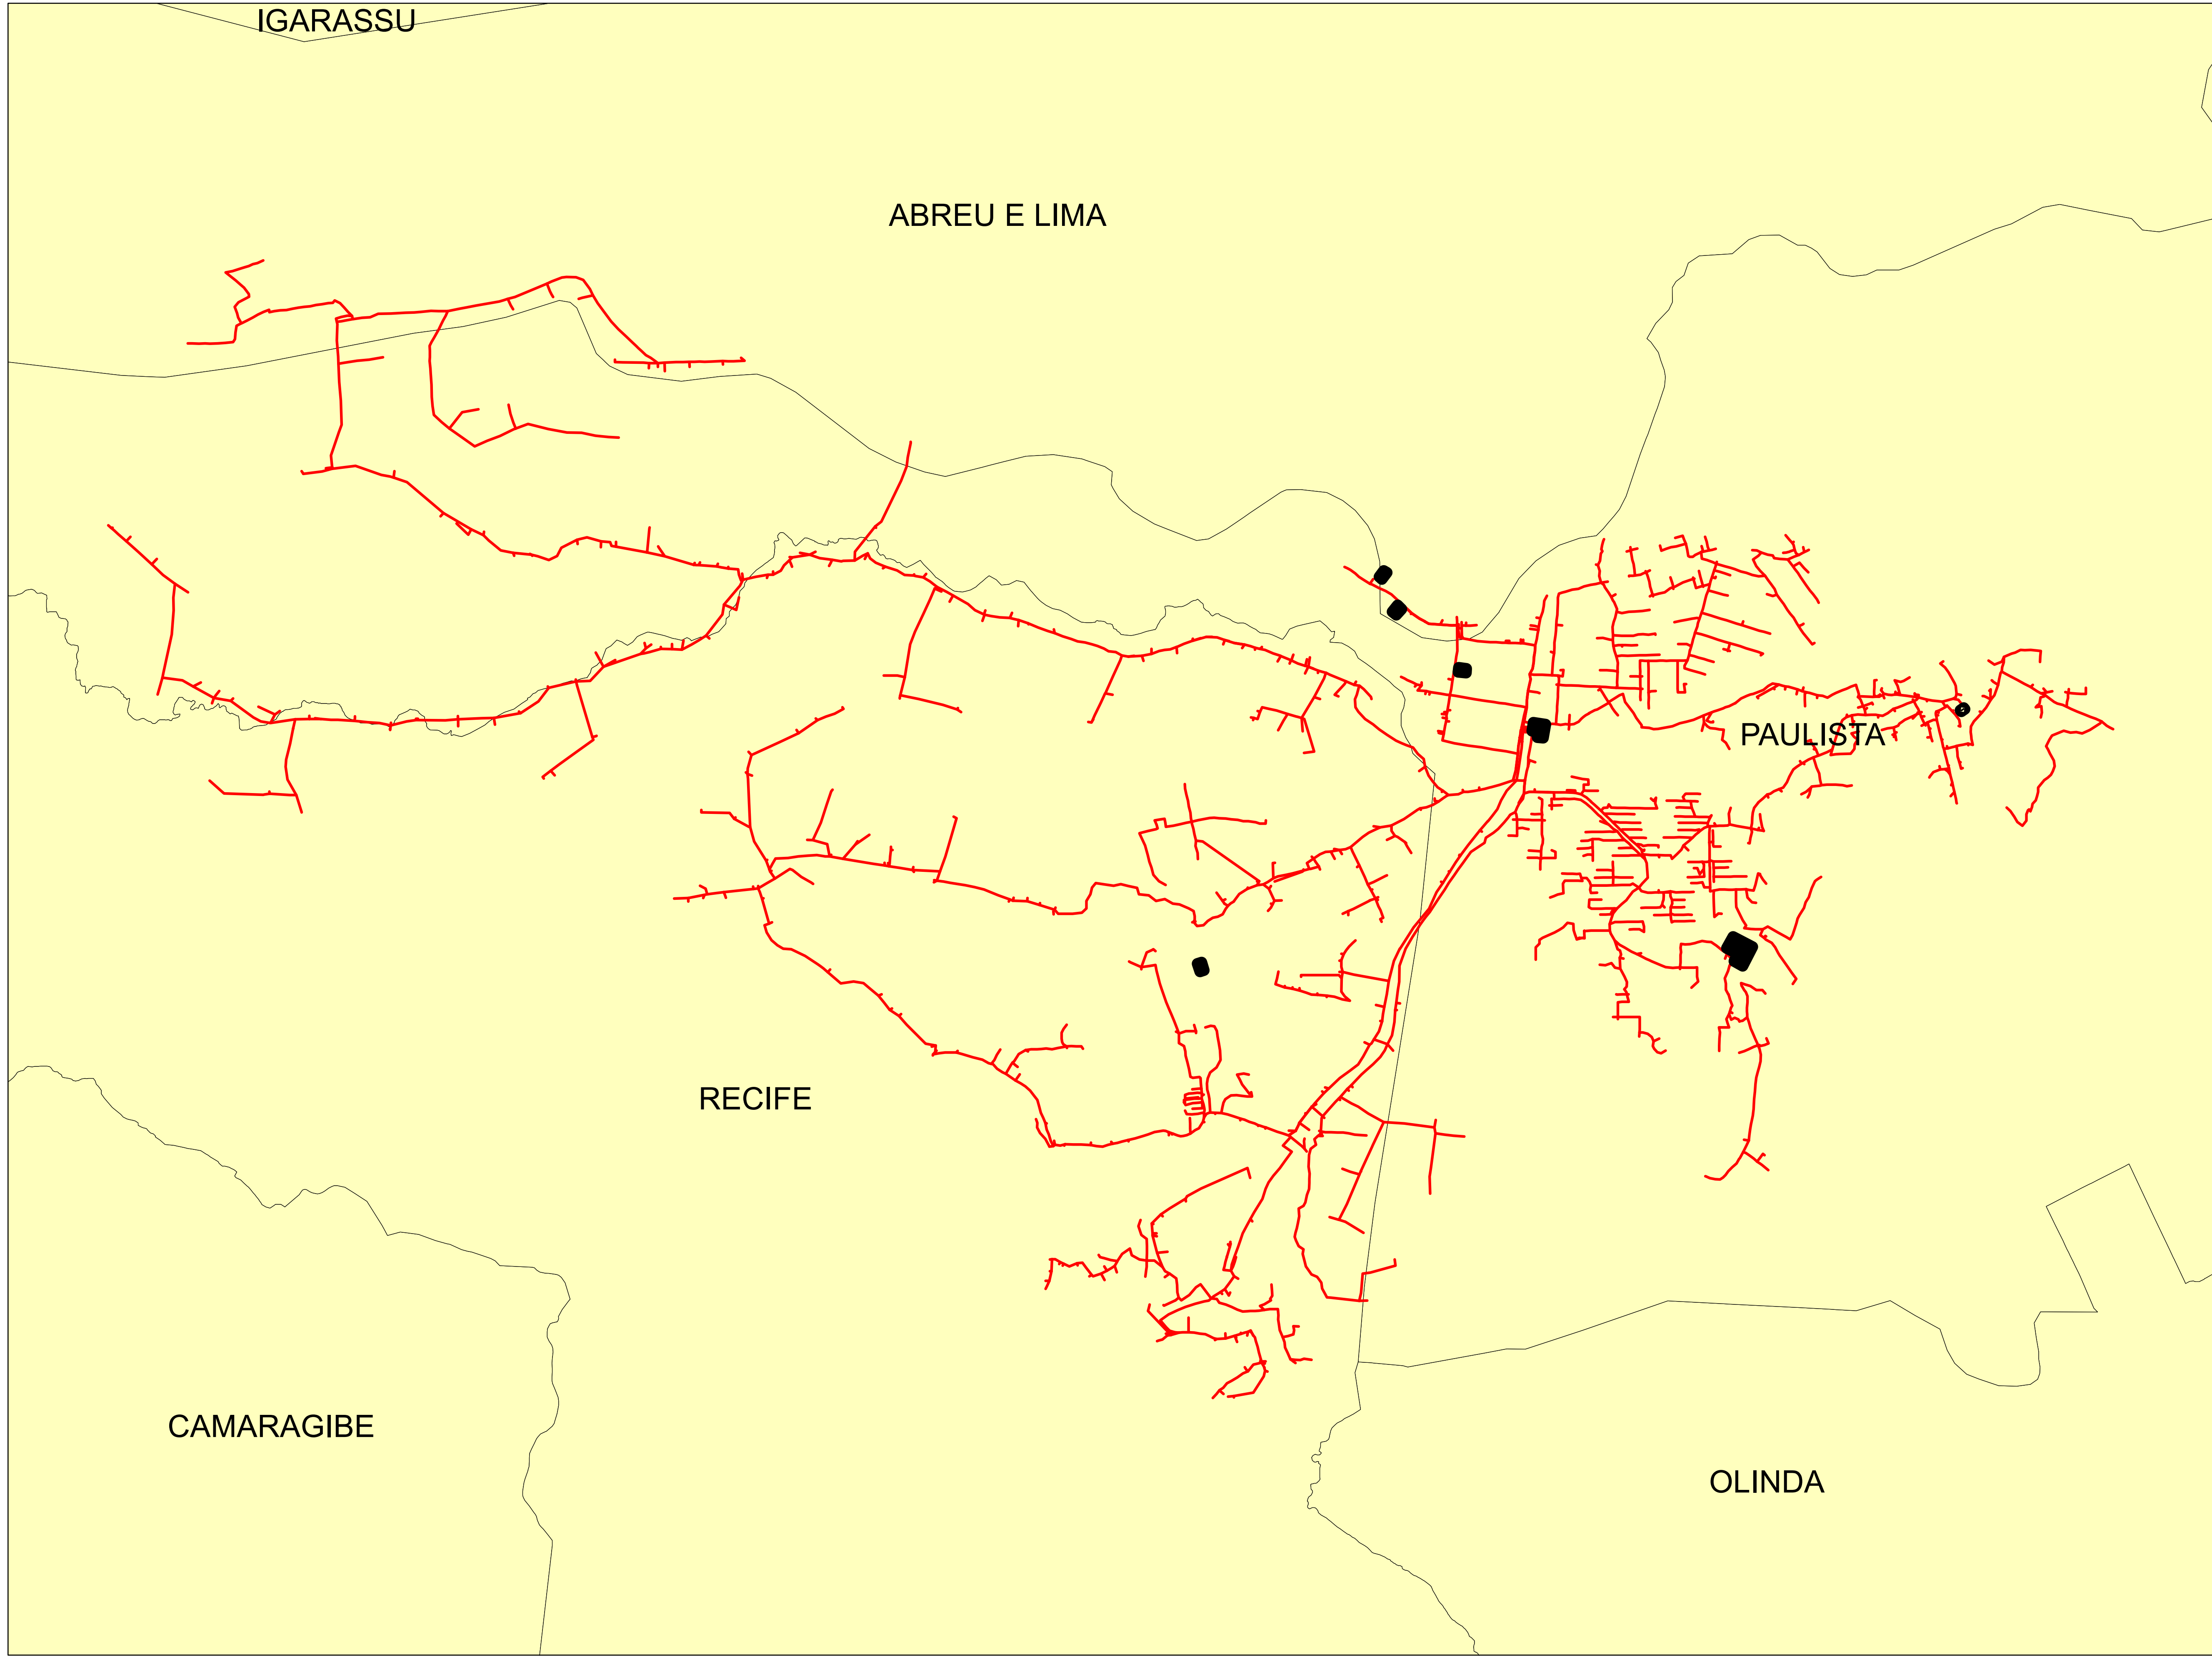 IGARASSU
ABREU E LIMA
PAULISTA
RECIFE
CAMARAGIBE
OLINDA